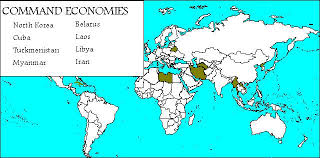 COMMAND ECONOMIES
North Korea Belarus
Cuba Laos
Turkmenistan Libya
Myanmar Iran